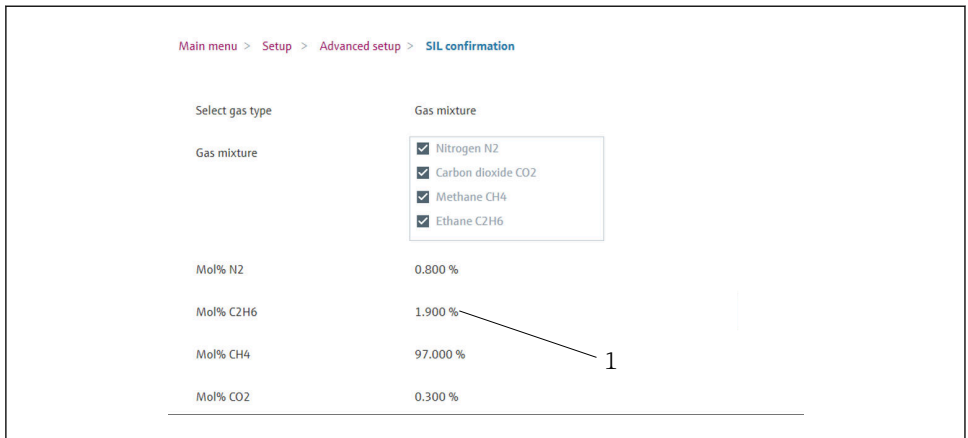 Main menu > Setup > Advanced setup > SIL confirmation
Select gas type Gas mixture
Gas mixture
Nitrogen N2
Carbon dioxide CO2
Methane CH4
Ethane C2H6
Mol% N2 0.800 %
Mol% C2H6 1.900 %
Mol% CH4 97.000 %
1
Mol% CO2 0.300 %